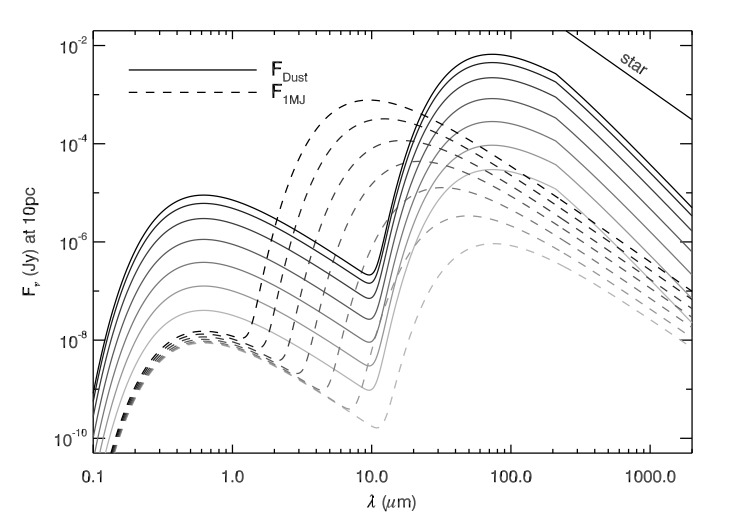 10⁻²
star
F_Dust
F_1MJ
10⁻⁴
10⁻⁶
10⁻⁸
10⁻¹⁰
F_ν (Jy) at 10pc
0.1 1.0 10.0 100.0 1000.0
λ (μm)